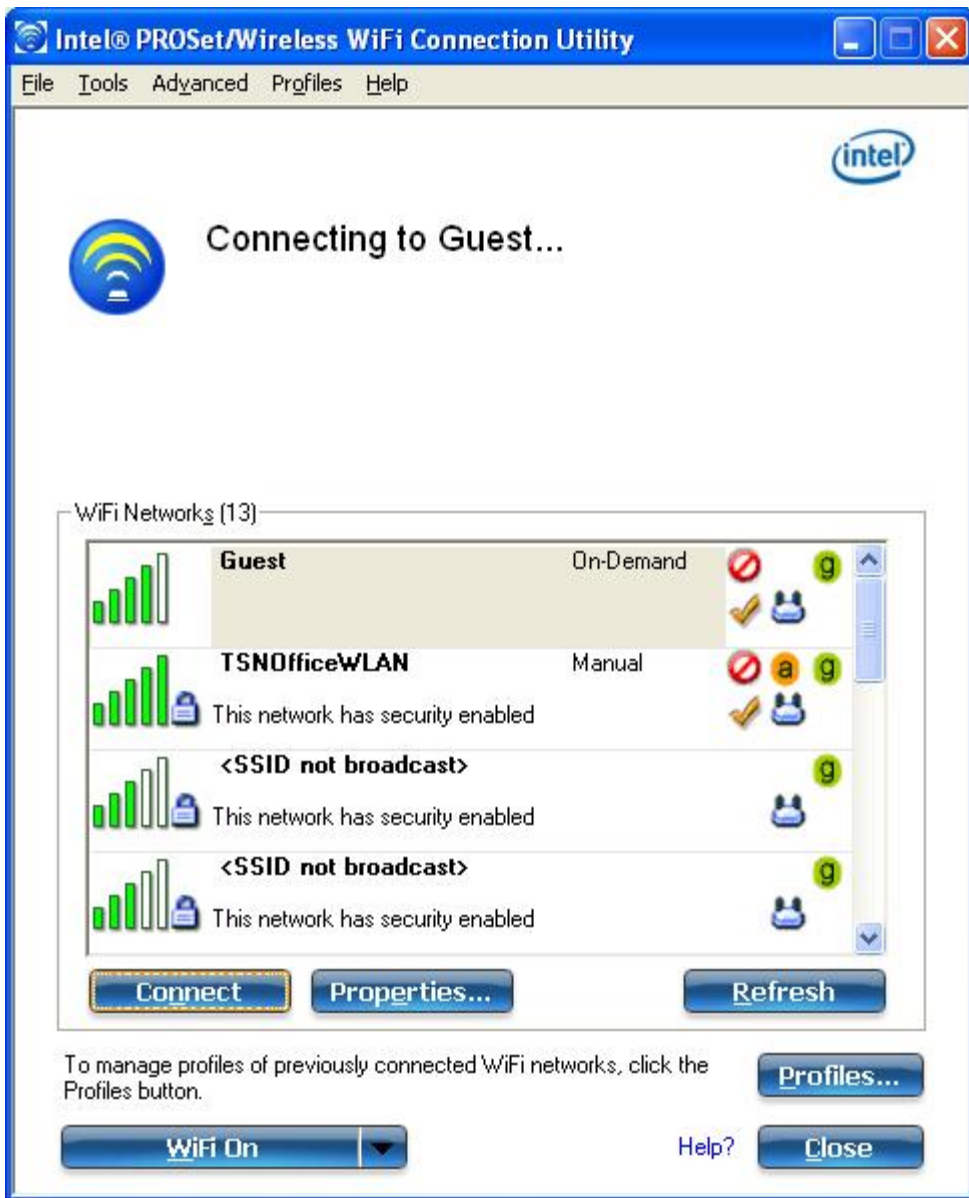 Intel® PROSet/Wireless WiFi Connection Utility
File Tools Advanced Profiles Help
intel
Connecting to Guest...
WiFi Networks (13)
Guest On-Demand
g
TSNOfficeWLAN Manual
a g
This network has security enabled
<SSID not broadcast>
g
This network has security enabled
<SSID not broadcast>
g
This network has security enabled
Connect Properties... Refresh
To manage profiles of previously connected WiFi networks, click the
Profiles button.
Profiles...
WiFi On Help? Close